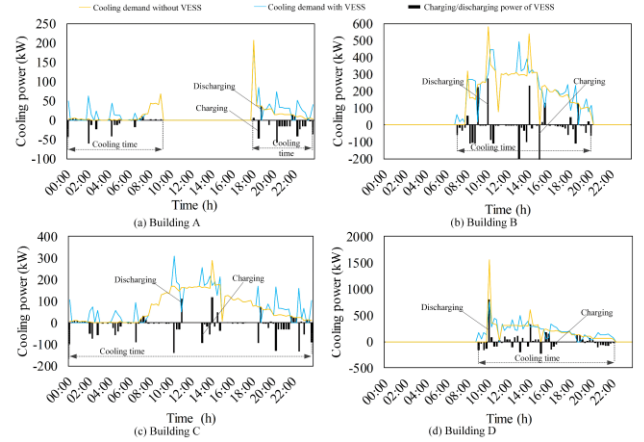 Cooling demand without VESS Cooling demand with VESS Charging/discharging power of VESS
Cooling power (kW)
250
200
150
100
50
0
-50
-100
Discharging
Charging
Cooling time
Cooling
time
00:00 02:00 04:00 06:00 08:00 10:00 12:00 14:00 16:00 18:00 20:00 22:00
Time (h)
(a) Building A
Cooling power (kW)
600
500
400
300
200
100
0
-100
-200
Discharging
Charging
Cooling time
00:00 02:00 04:00 06:00 08:00 10:00 12:00 14:00 16:00 18:00 20:00 22:00
Time (h)
(b) Building B
Cooling power (kW)
400
300
200
100
0
-100
-200
Discharging
Charging
Cooling time
00:00 02:00 04:00 06:00 08:00 10:00 12:00 14:00 16:00 18:00 20:00 22:00
Time (h)
(c) Building C
Cooling power (kW)
2000
1500
1000
500
0
-500
Discharging
Charging
Cooling time
00:00 02:00 04:00 06:00 08:00 10:00 12:00 14:00 16:00 18:00 20:00 22:00
Time (h)
(d) Building D